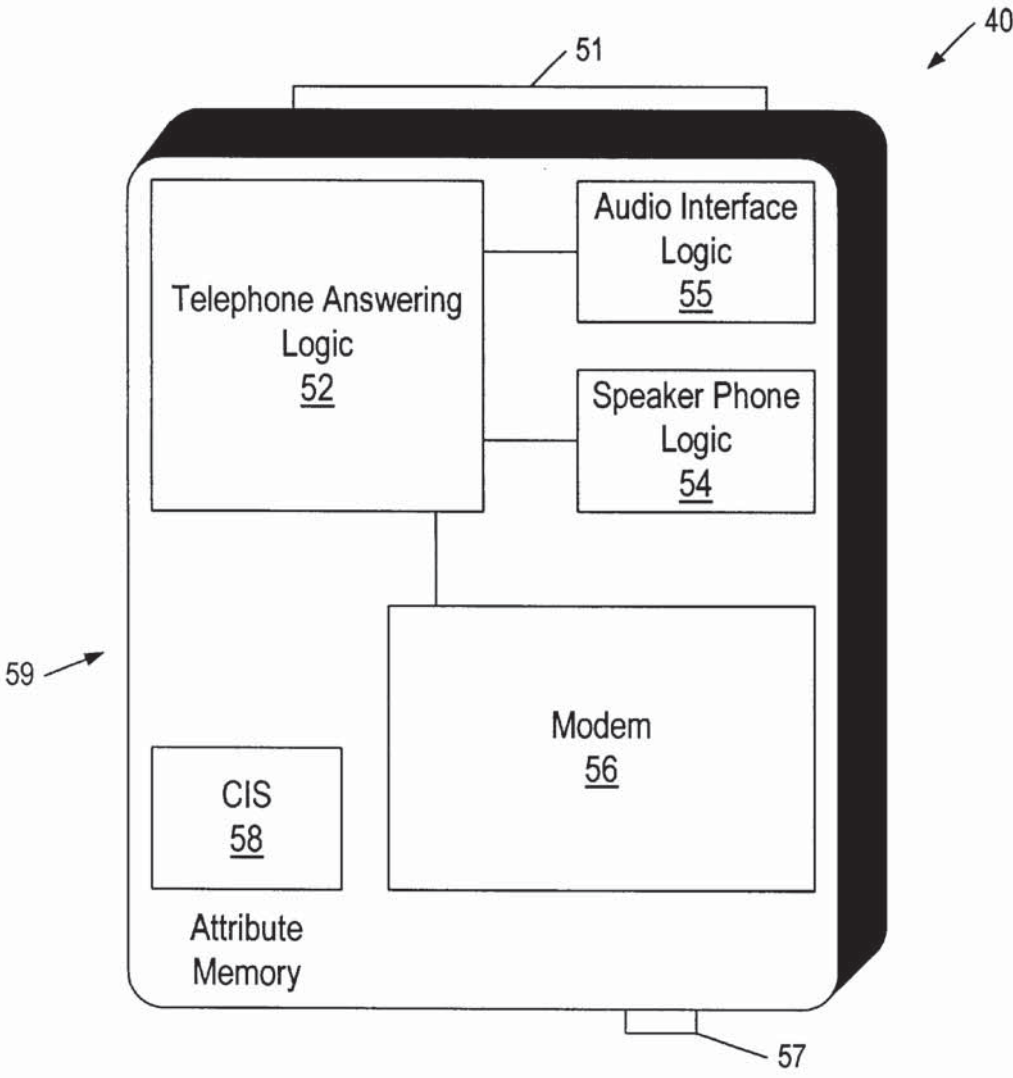 40
51
Telephone Answering
Logic
52
Audio Interface
Logic
55
Speaker Phone
Logic
54
59
Modem
56
CIS
58
Attribute
Memory
57